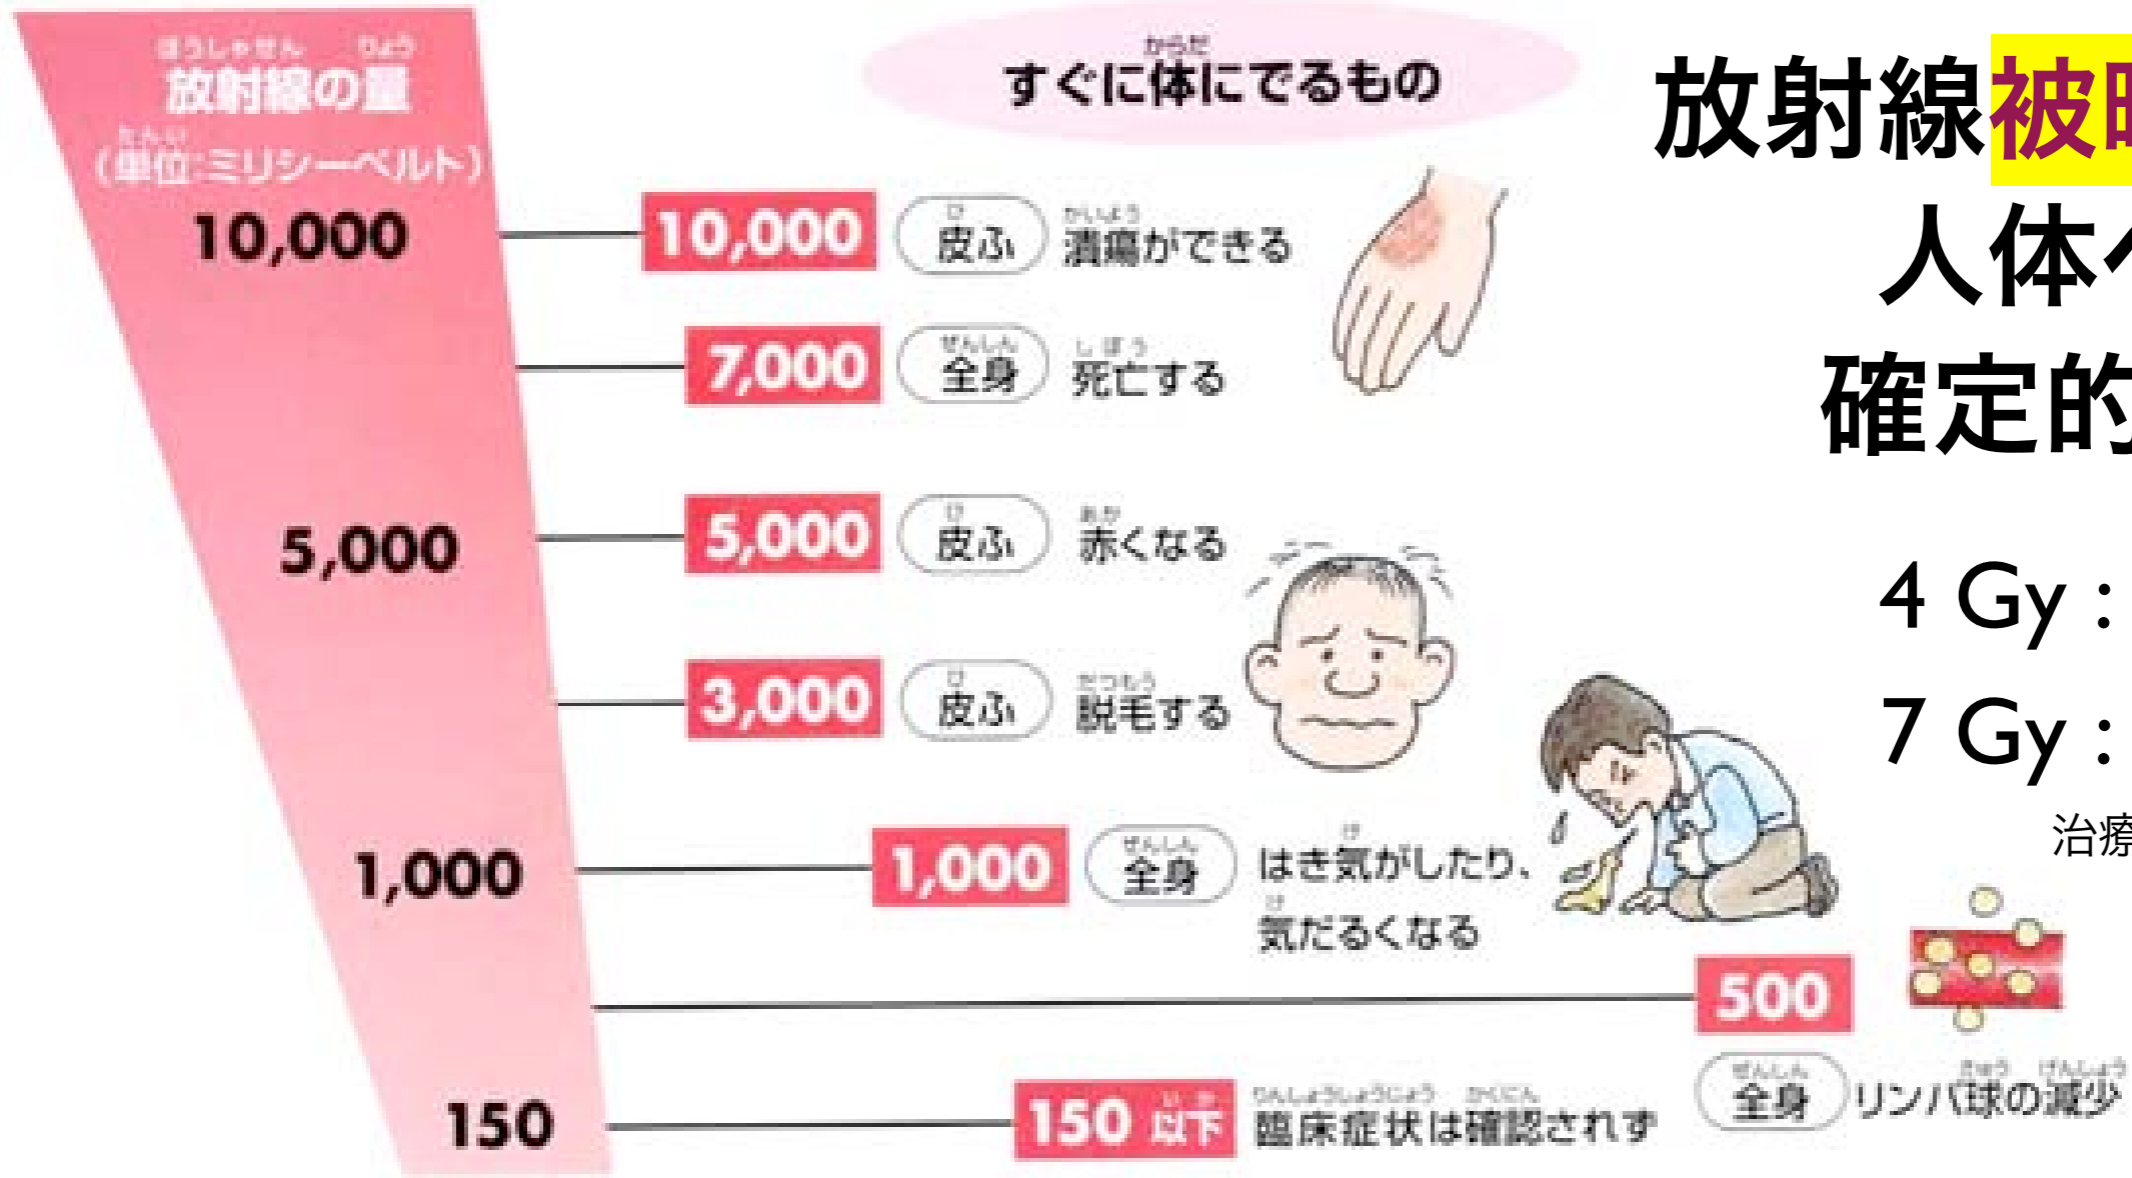 放射線の量
(単位:ミリシーベルト)
すぐに体にでるもの
放射線被
人体へ
確定的
10,000
10,000 皮ふ 潰瘍ができる
7,000 全身 死亡する
5,000
5,000 皮ふ 赤くなる
4 Gy :
3,000 皮ふ 脱毛する
7 Gy :
治療
1,000
1,000 全身 はき気がしたり、
気だるくなる
500
全身 リンパ球の減少
150
150 以下 臨床症状は確認されず